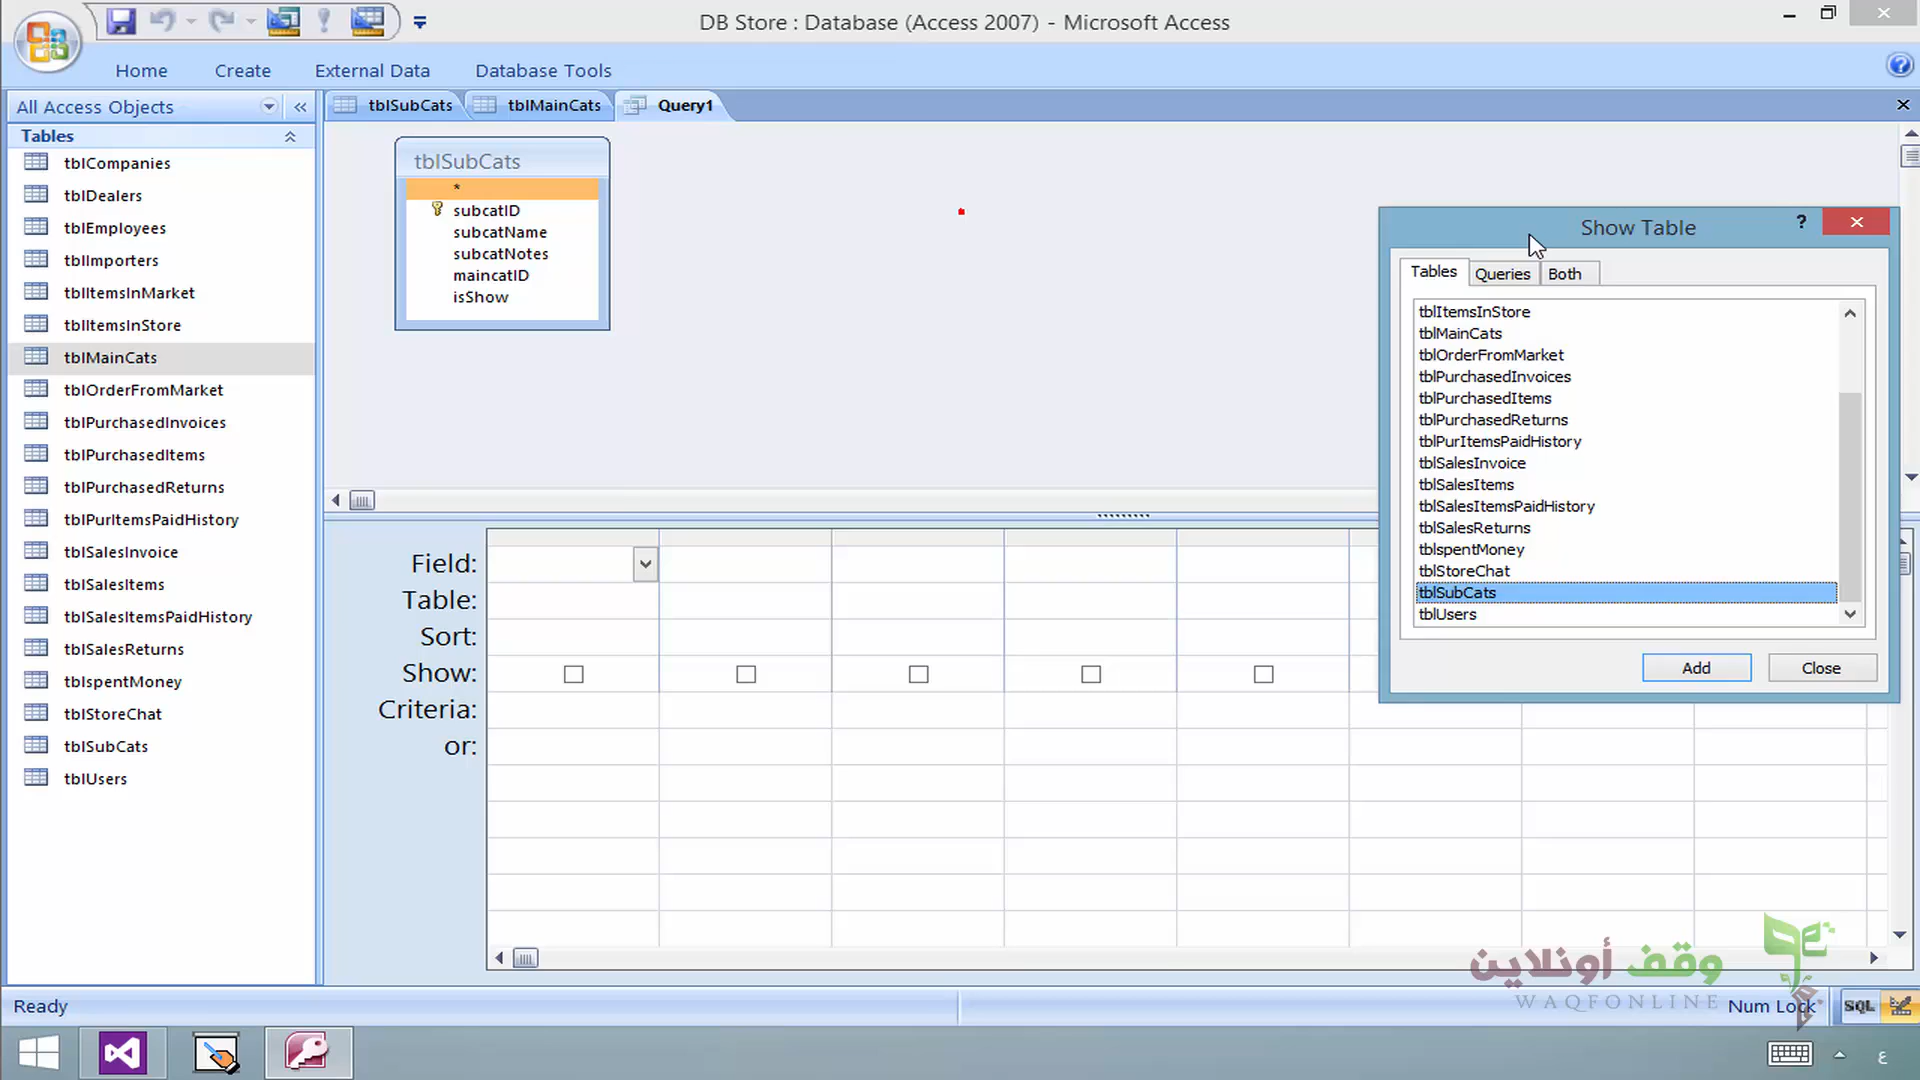 DB Store : Database (Access 2007) - Microsoft Access
Home
Create
External Data
Database Tools
All Access Objects
Tables
tblCompanies
tblDealers
tblEmployees
tblImporters
tblItemsInMarket
tblItemsInStore
tblMainCats
tblOrderFromMarket
tblPurchasedInvoices
tblPurchasedItems
tblPurchasedReturns
tblPurItemsPaidHistory
tblSalesInvoice
tblSalesItems
tblSalesItemsPaidHistory
tblSalesReturns
tblspentMoney
tblStoreChat
tblSubCats
tblUsers
tblSubCats
tblMainCats
Query1
tblSubCats
*
subcatID
subcatName
subcatNotes
maincatID
isShow
Field:
Table:
Sort:
Show:
Criteria:
or:
Show Table
Tables
Queries
Both
tblItemsInStore
tblMainCats
tblOrderFromMarket
tblPurchasedInvoices
tblPurchasedItems
tblPurchasedReturns
tblPurItemsPaidHistory
tblSalesInvoice
tblSalesItems
tblSalesItemsPaidHistory
tblSalesReturns
tblspentMoney
tblStoreChat
tblSubCats
tblUsers
Add
Close
وقف أونلاين
WAQFONLINE
Ready
Num Lock
SQL
ع